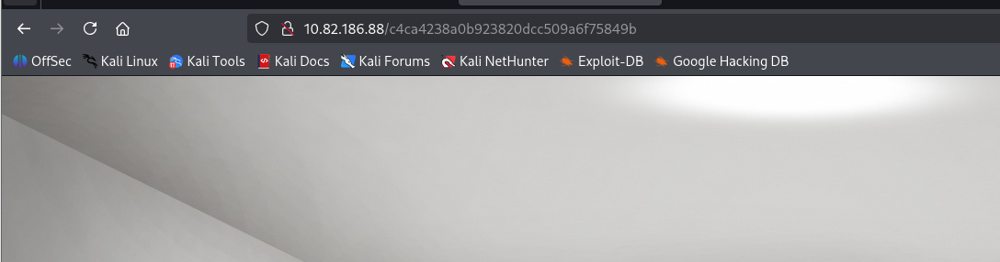 10.82.186.88/c4ca4238a0b923820dcc509a6f75849b
OffSec Kali Linux Kali Tools Kali Docs Kali Forums Kali NetHunter Exploit-DB Google Hacking DB